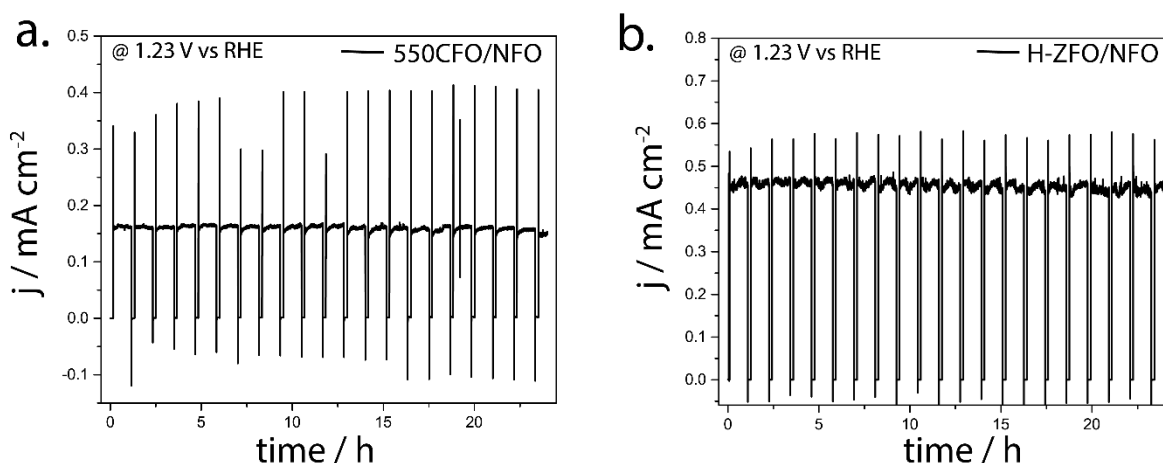 a.
@ 1.23 V vs RHE
550CFO/NFO
0.5
0.4
0.3
0.2
0.1
0.0
-0.1
j / mA cm-2
0
5
10
15
20
time / h
b.
@ 1.23 V vs RHE
H-ZFO/NFO
0.8
0.7
0.6
0.5
0.4
0.3
0.2
0.1
0.0
j / mA cm-2
0
5
10
15
20
time / h